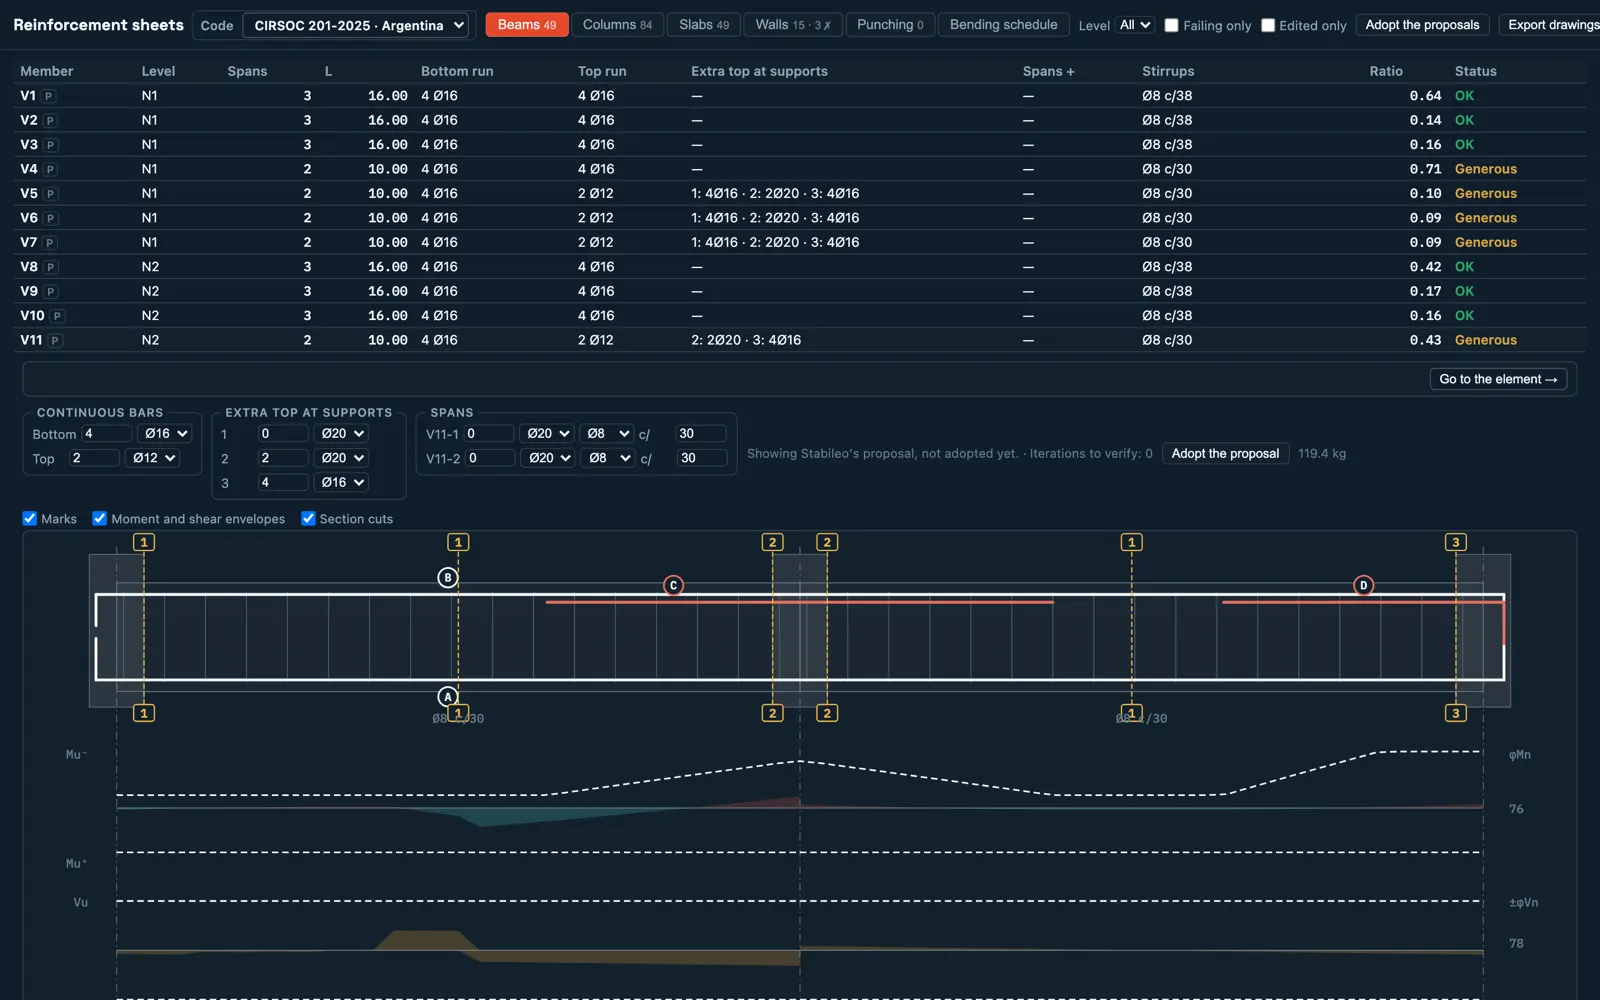 Reinforcement sheets Code CIRSOC 201-2025 · Argentina Beams 49 Columns 84 Slabs 49 Walls 15 · 3 ✗ Punching 0 Bending schedule Level All Failing only Edited only Adopt the proposals Export drawings
Member Level Spans L Bottom run Top run Extra top at supports Spans + Stirrups Ratio Status
V1 P N1 3 16.00 4 Ø16 4 Ø16 — — Ø8 c/38 0.64 OK
V2 P N1 3 16.00 4 Ø16 4 Ø16 — — Ø8 c/38 0.14 OK
V3 P N1 3 16.00 4 Ø16 4 Ø16 — — Ø8 c/38 0.16 OK
V4 P N1 2 10.00 4 Ø16 4 Ø16 — — Ø8 c/30 0.71 Generous
V5 P N1 2 10.00 4 Ø16 2 Ø12 1: 4Ø16 · 2: 2Ø20 · 3: 4Ø16 — Ø8 c/30 0.10 Generous
V6 P N1 2 10.00 4 Ø16 2 Ø12 1: 4Ø16 · 2: 2Ø20 · 3: 4Ø16 — Ø8 c/30 0.09 Generous
V7 P N1 2 10.00 4 Ø16 2 Ø12 1: 4Ø16 · 2: 2Ø20 · 3: 4Ø16 — Ø8 c/30 0.09 Generous
V8 P N2 3 16.00 4 Ø16 4 Ø16 — — Ø8 c/38 0.42 OK
V9 P N2 3 16.00 4 Ø16 4 Ø16 — — Ø8 c/38 0.17 OK
V10 P N2 3 16.00 4 Ø16 4 Ø16 — — Ø8 c/38 0.16 OK
V11 P N2 2 10.00 4 Ø16 2 Ø12 2: 2Ø20 · 3: 4Ø16 — Ø8 c/30 0.43 Generous
Go to the element →
CONTINUOUS BARS
Bottom 4 Ø16
Top 2 Ø12
EXTRA TOP AT SUPPORTS
1 0 Ø20
2 2 Ø20
3 4 Ø16
SPANS
V11-1 0 Ø20 Ø8 c/ 30
V11-2 0 Ø20 Ø8 c/ 30
Showing Stabileo's proposal, not adopted yet. · Iterations to verify: 0 Adopt the proposal 119.4 kg
Marks Moment and shear envelopes Section cuts
1 1 2 2 1 3
B C D
A
1 1 2 2 1 3
Ø8 c/30 Ø8 c/30
Mu⁻ φMn
76
Mu⁺
Vu ±φVn
78